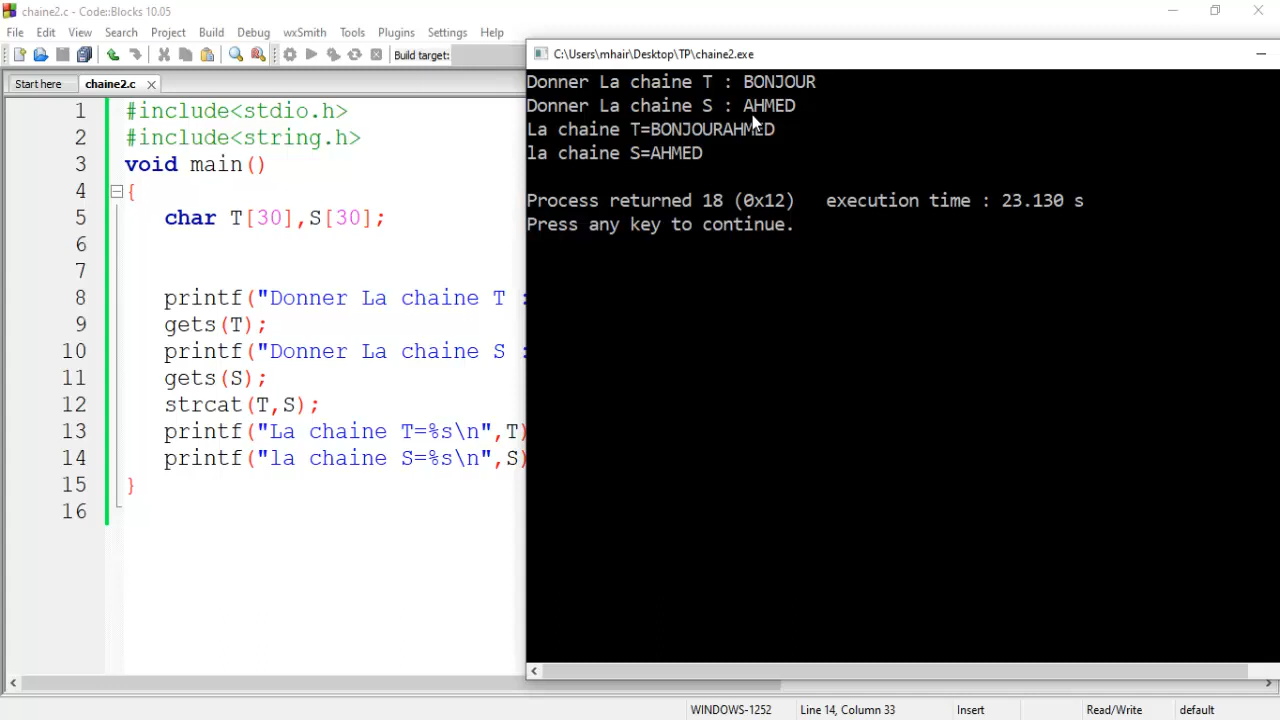 chaine2.c - Code::Blocks 10.05
File Edit View Search Project Build Debug wxSmith Tools Plugins Settings Help
Build target:
Start here chaine2.c
1 #include<stdio.h>
2 #include<string.h>
3 void main()
4 {
5 char T[30],S[30];
6
7
8 printf("Donner La chaine T :
9 gets(T);
10 printf("Donner La chaine S :
11 gets(S);
12 strcat(T,S);
13 printf("La chaine T=%s\n",T)
14 printf("la chaine S=%s\n",S)
15 }
16
C:\Users\mhair\Desktop\TP\chaine2.exe
Donner La chaine T : BONJOUR
Donner La chaine S : AHMED
La chaine T=BONJOURAHMED
la chaine S=AHMED
Process returned 18 (0x12) execution time : 23.130 s
Press any key to continue.
WINDOWS-1252 Line 14, Column 33 Insert Read/Write default